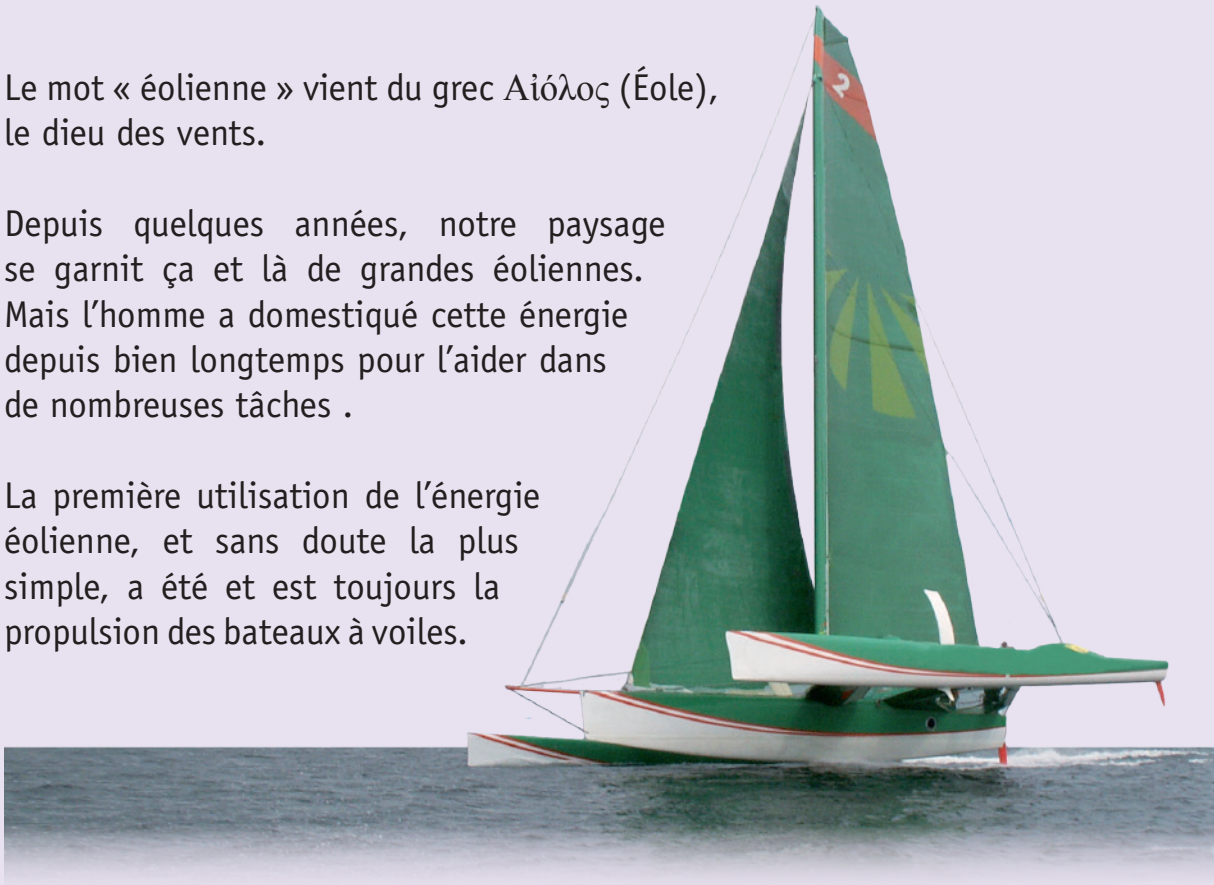 Le mot « éolienne » vient du grec Αἰόλος (Éole),
le dieu des vents.
Depuis quelques années, notre paysage
se garnit ça et là de grandes éoliennes.
Mais l’homme a domestiqué cette énergie
depuis bien longtemps pour l’aider dans
de nombreuses tâches .
La première utilisation de l’énergie
éolienne, et sans doute la plus
simple, a été et est toujours la
propulsion des bateaux à voiles.
2